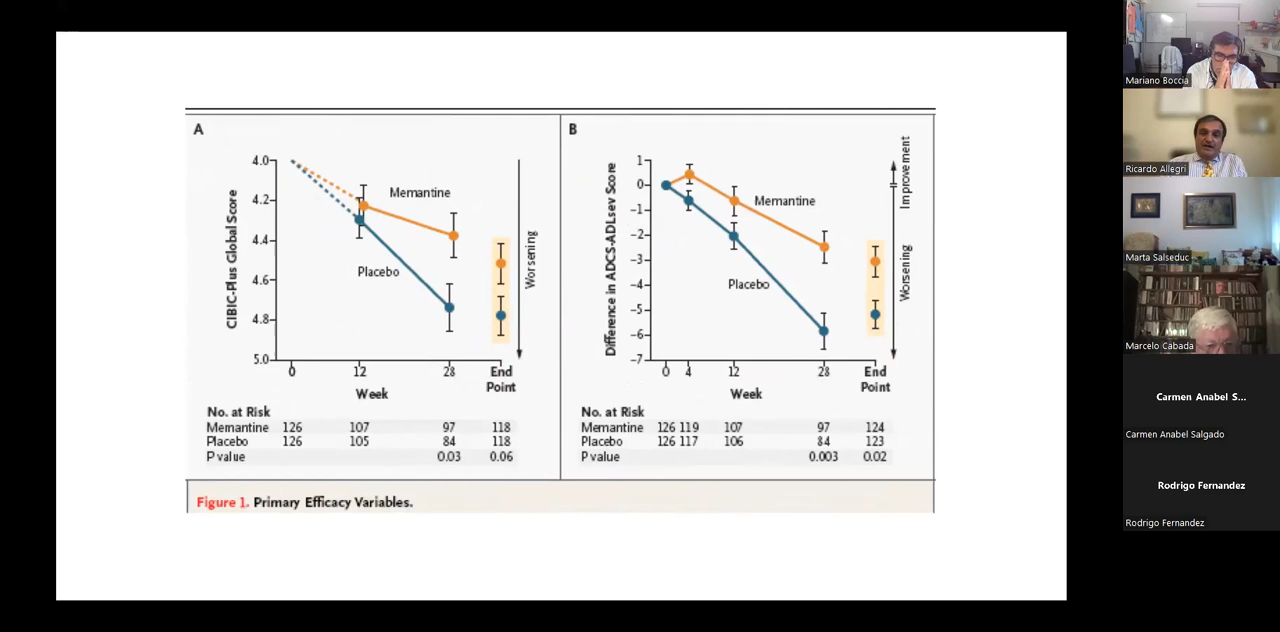 A
4.0
4.2
4.4
4.6
4.8
5.0
CIBIC-Plus Global Score
Memantine
Placebo
Worsening
0 12 28 End Point
Week
No. at Risk
Memantine 126 107 97 118
Placebo 126 105 84 118
P value 0.03 0.06
B
1
0
−1
−2
−3
−4
−5
−6
−7
Difference in ADCS-ADLsev Score
Memantine
Placebo
Improvement
Worsening
0 4 12 28 End Point
Week
No. at Risk
Memantine 126 119 107 97 124
Placebo 126 117 106 84 123
P value 0.003 0.02
Figure 1. Primary Efficacy Variables.
Mariano Boccia
Ricardo Allegri
Marta Salseduc
Marcelo Cabada
Carmen Anabel S...
Carmen Anabel Salgado
Rodrigo Fernandez
Rodrigo Fernandez